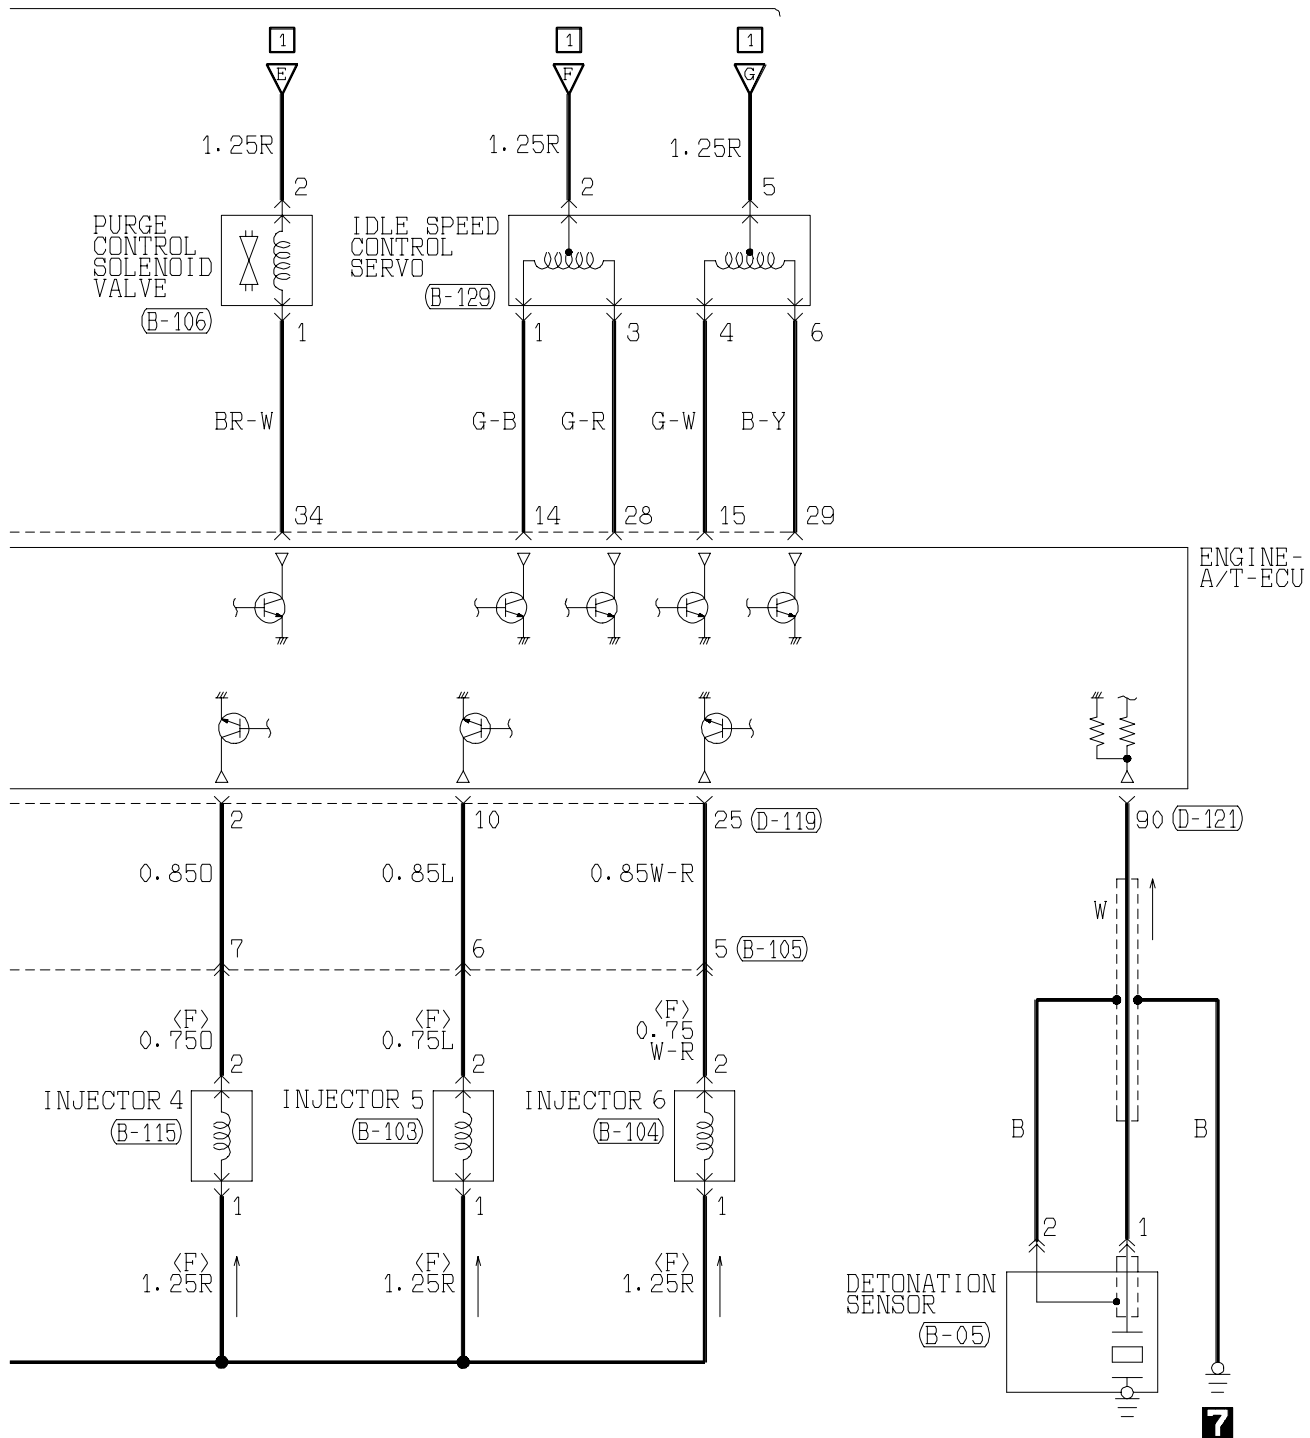 1
1
1
E
F
G
1.25R
1.25R
1.25R
2
2
5
PURGE
CONTROL
SOLENOID
VALVE
(B-106)
IDLE SPEED
CONTROL
SERVO
(B-129)
1
1
3
4
6
BR-W
G-B
G-R
G-W
B-Y
34
14
28
15
29
ENGINE-
A/T-ECU
2
10
25 (D-119)
90 (D-121)
0.85O
0.85L
0.85W-R
W
7
6
5 (B-105)
<F>
0.75O
<F>
0.75L
<F>
0.75
W-R
2
2
2
INJECTOR 4
(B-115)
INJECTOR 5
(B-103)
INJECTOR 6
(B-104)
B
B
1
1
1
2
1
<F>
1.25R
<F>
1.25R
<F>
1.25R
DETONATION
SENSOR
(B-05)
7